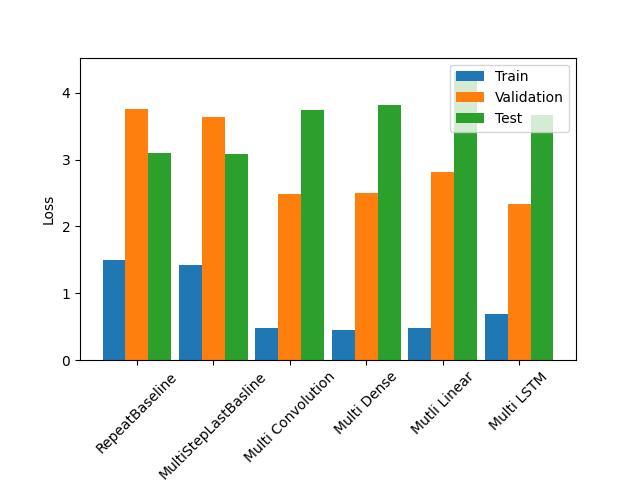 Train
Validation
Test
4
3
2
1
0
Loss
RepeatBaseline
MultiStepLastBasline
Multi Convolution
Multi Dense
Mutli Linear
Multi LSTM